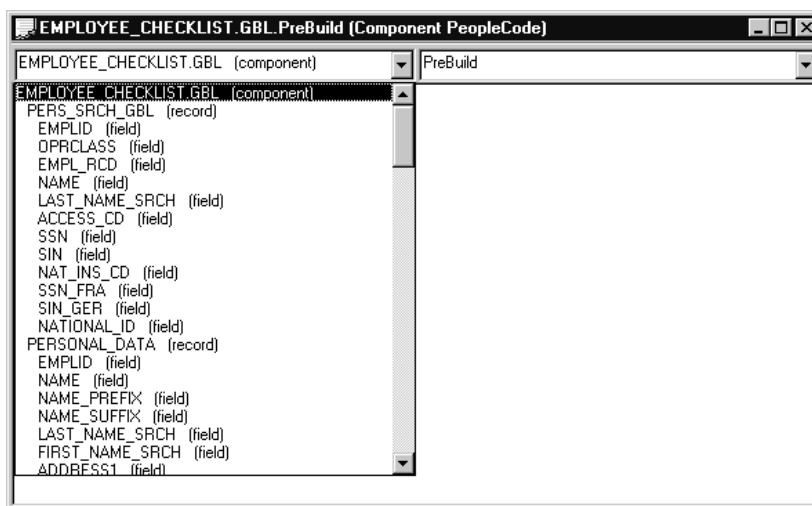 EMPLOYEE_CHECKLIST.GBL.PreBuild (Component PeopleCode)
EMPLOYEE_CHECKLIST.GBL (component) PreBuild
EMPLOYEE_CHECKLIST.GBL (component)
PERS_SRCH_GBL (record)
EMPLID (field)
OPRCLASS (field)
EMPL_RCD (field)
NAME (field)
LAST_NAME_SRCH (field)
ACCESS_CD (field)
SSN (field)
SIN (field)
NAT_INS_CD (field)
SSN_FRA (field)
SIN_GER (field)
NATIONAL_ID (field)
PERSONAL_DATA (record)
EMPLID (field)
NAME (field)
NAME_PREFIX (field)
NAME_SUFFIX (field)
LAST_NAME_SRCH (field)
FIRST_NAME_SRCH (field)
ADDRESS1 (field)